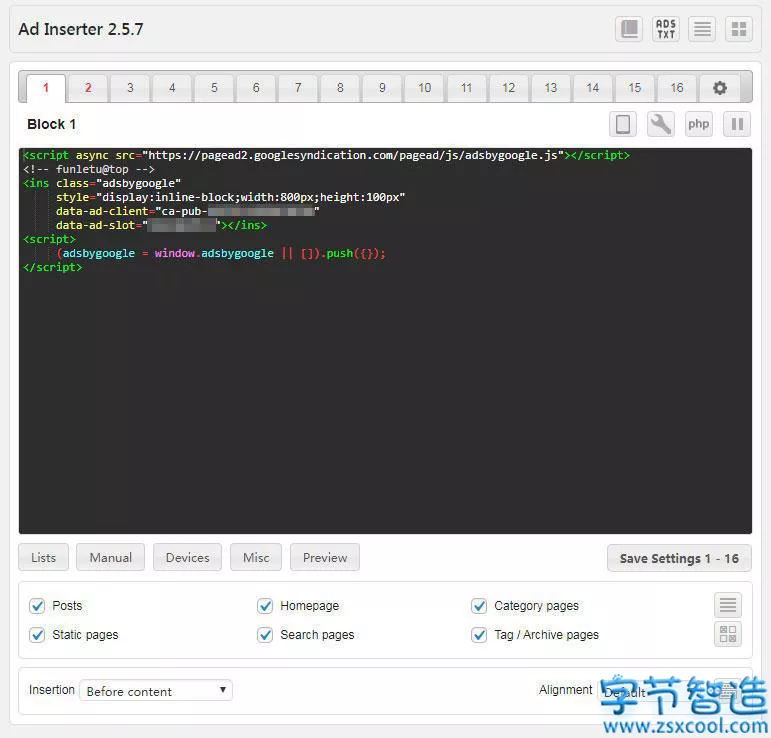 Ad Inserter 2.5.7
ADS
TXT
1 2 3 4 5 6 7 8 9 10 11 12 13 14 15 16
Block 1
php
<script async src="https://pagead2.googlesyndication.com/pagead/js/adsbygoogle.js"></script>
<!-- funletu@top -->
<ins class="adsbygoogle"
style="display:inline-block;width:800px;height:100px"
data-ad-client="ca-pub-"
data-ad-slot=""></ins>
<script>
(adsbygoogle = window.adsbygoogle || []).push({});
</script>
Lists Manual Devices Misc Preview Save Settings 1 - 16
Posts Homepage Category pages
Static pages Search pages Tag / Archive pages
Insertion Before content Alignment Default
字节智造
www.zsxcool.com